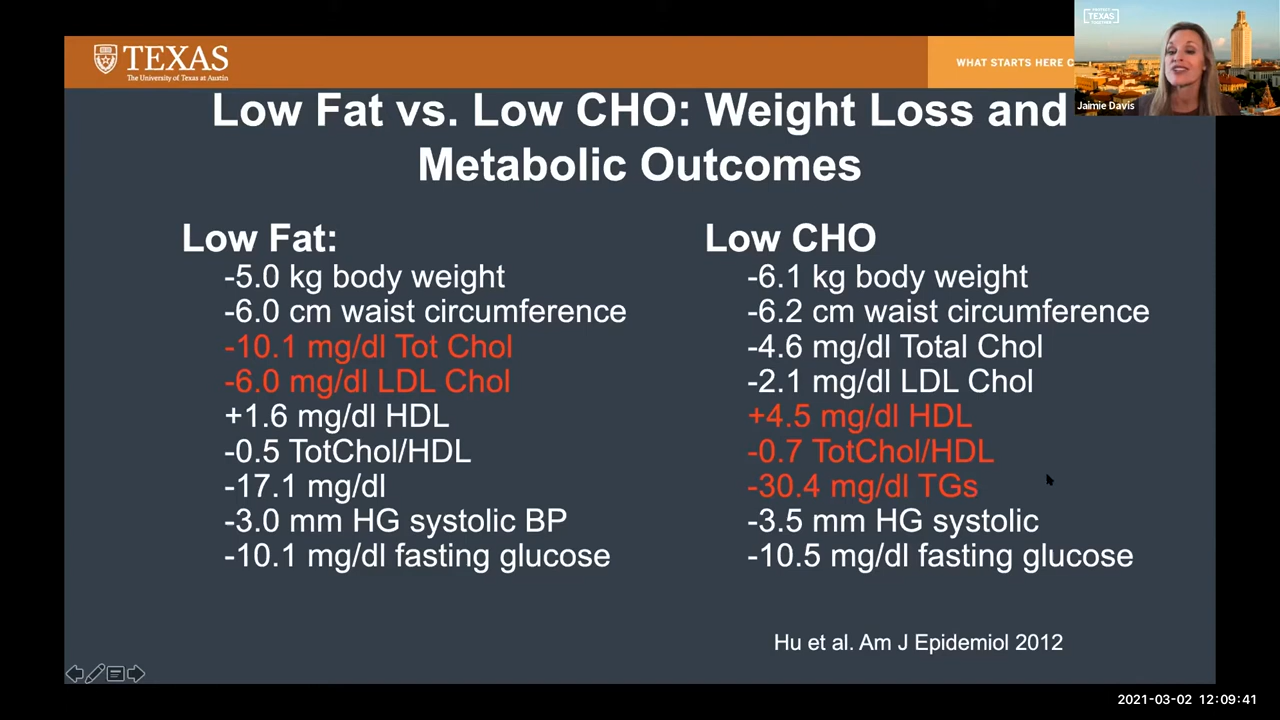 PROTECT
TEXAS
TOGETHER
TEXAS
The University of Texas at Austin
WHAT STARTS HERE C
Jaimie Davis
Low Fat vs. Low CHO: Weight Loss and
Metabolic Outcomes
Low Fat:
-5.0 kg body weight
-6.0 cm waist circumference
-10.1 mg/dl Tot Chol
-6.0 mg/dl LDL Chol
+1.6 mg/dl HDL
-0.5 TotChol/HDL
-17.1 mg/dl
-3.0 mm HG systolic BP
-10.1 mg/dl fasting glucose
Low CHO
-6.1 kg body weight
-6.2 cm waist circumference
-4.6 mg/dl Total Chol
-2.1 mg/dl LDL Chol
+4.5 mg/dl HDL
-0.7 TotChol/HDL
-30.4 mg/dl TGs
-3.5 mm HG systolic
-10.5 mg/dl fasting glucose
Hu et al. Am J Epidemiol 2012
2021-03-02 12:09:41